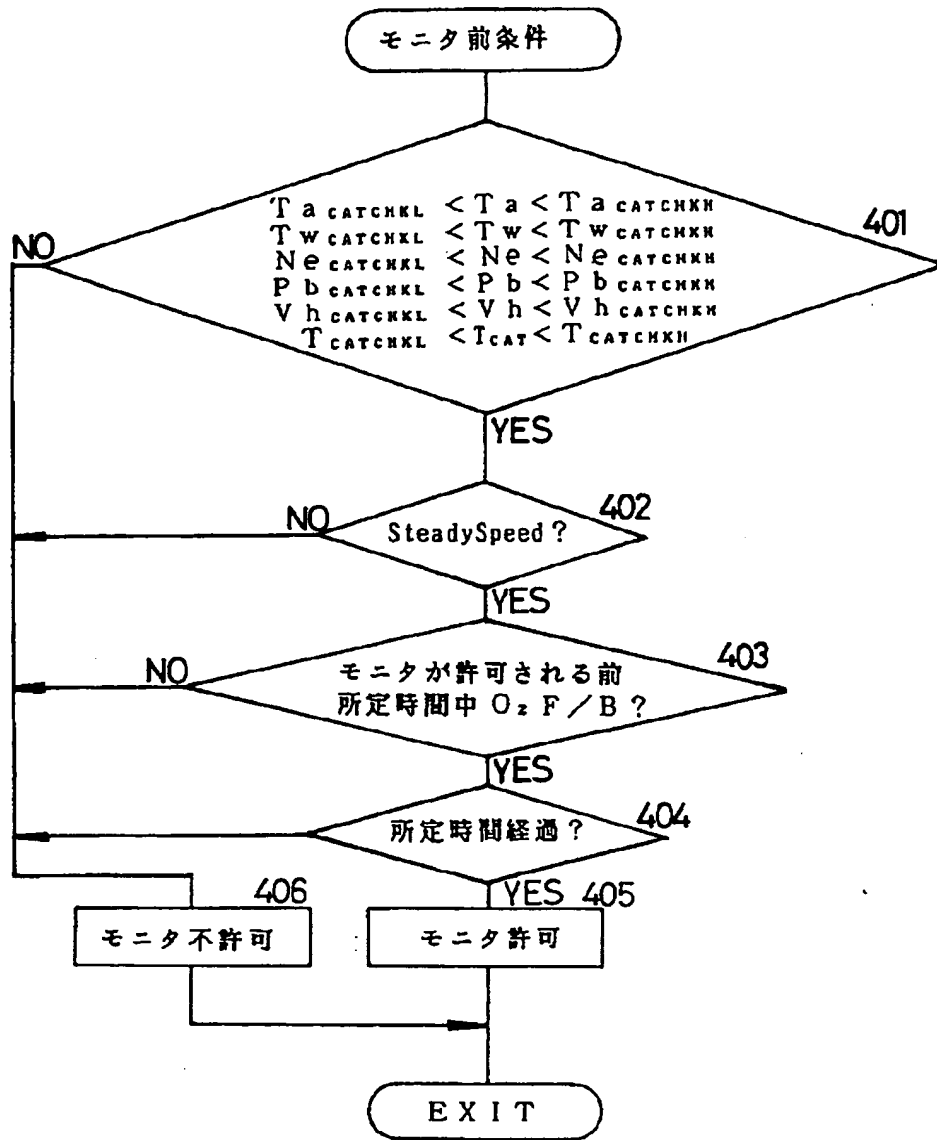 モニタ前条件
Ta CATCHKL < Ta < Ta CATCHKH
Tw CATCHKL < Tw < Tw CATCHKH
Ne CATCHKL < Ne < Ne CATCHKH
Pb CATCHKL < Pb < Pb CATCHKH
Vh CATCHKL < Vh < Vh CATCHKH
T CATCHKL < TCAT < T CATCHKH
401
NO
YES
402
NO
SteadySpeed?
YES
403
NO
モニタが許可される前
所定時間中 O₂ F/B?
YES
404
所定時間経過?
YES
406
405
モニタ不許可
モニタ許可
EXIT